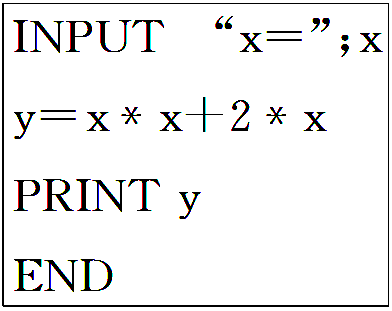 INPUT “x=”;x
y=x*x+2*x
PRINT y
END